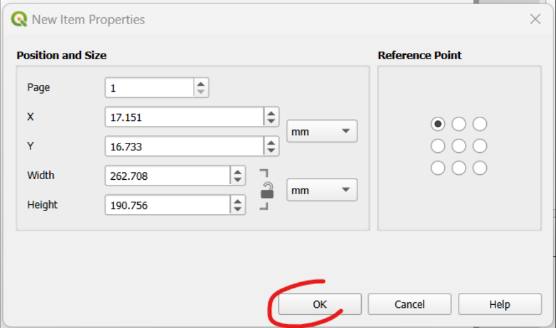 New Item Properties
Position and Size
Reference Point
Page 1
X 17.151
mm
Y 16.733
Width 262.708
mm
Height 190.756
OK Cancel Help